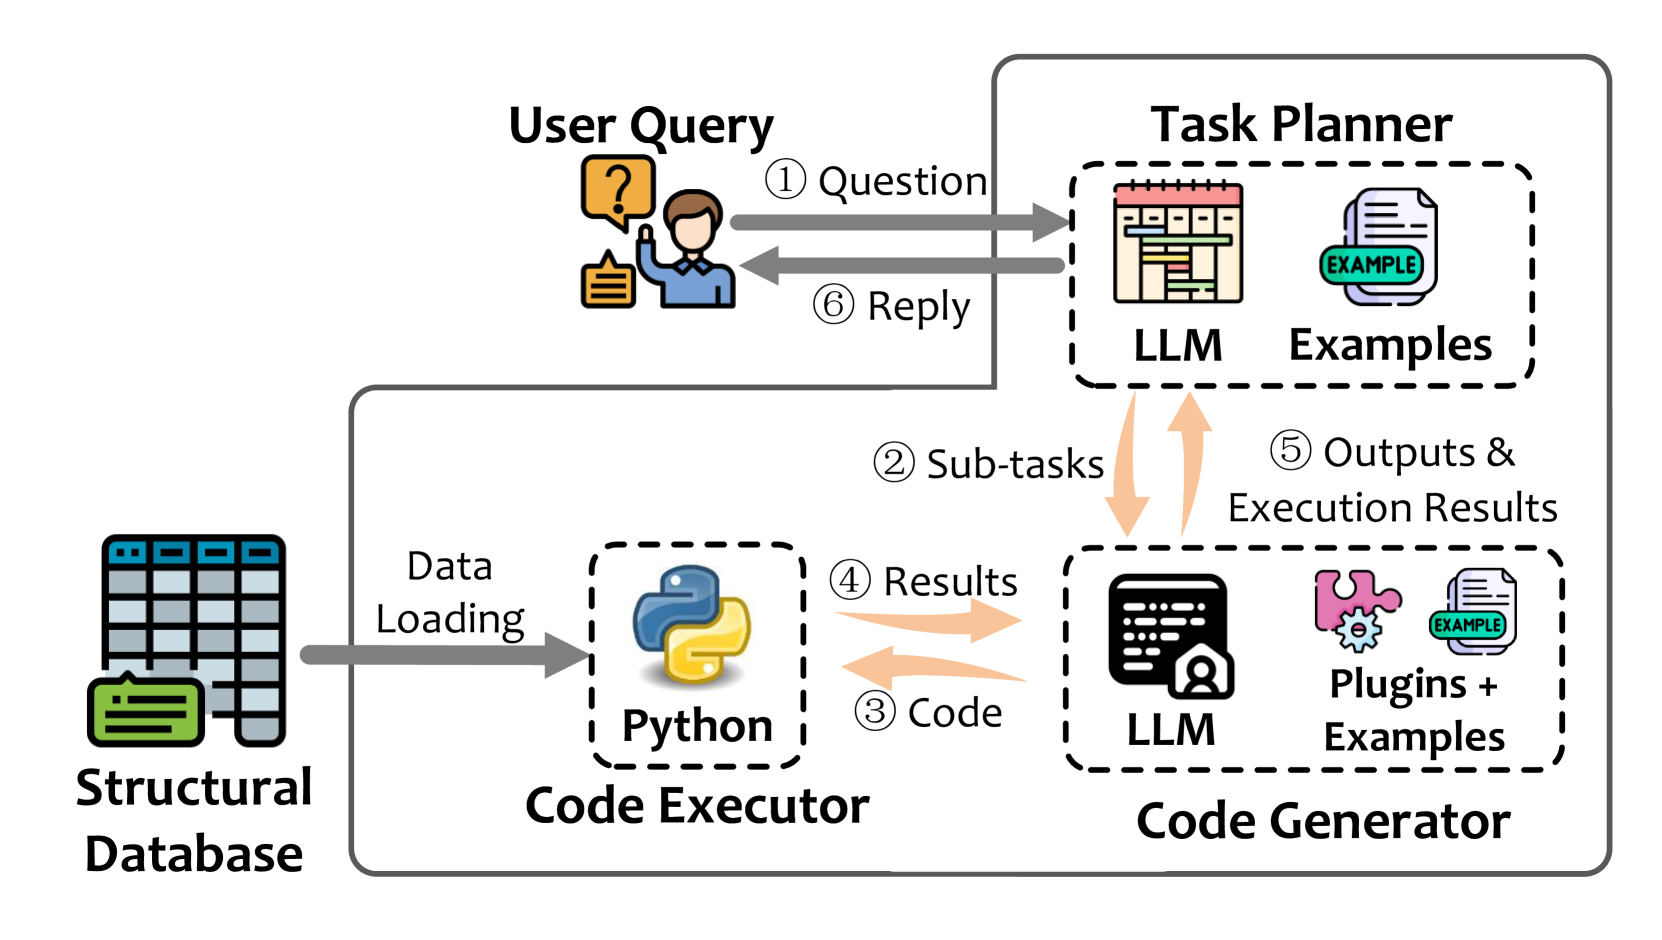 User Query
① Question
⑥ Reply
Task Planner
?
EXAMPLE
LLM
Examples
② Sub-tasks
⑤ Outputs &
Execution Results
Data
Loading
Python
Code Executor
④ Results
③ Code
LLM
EXAMPLE
Plugins +
Examples
Code Generator
Structural
Database